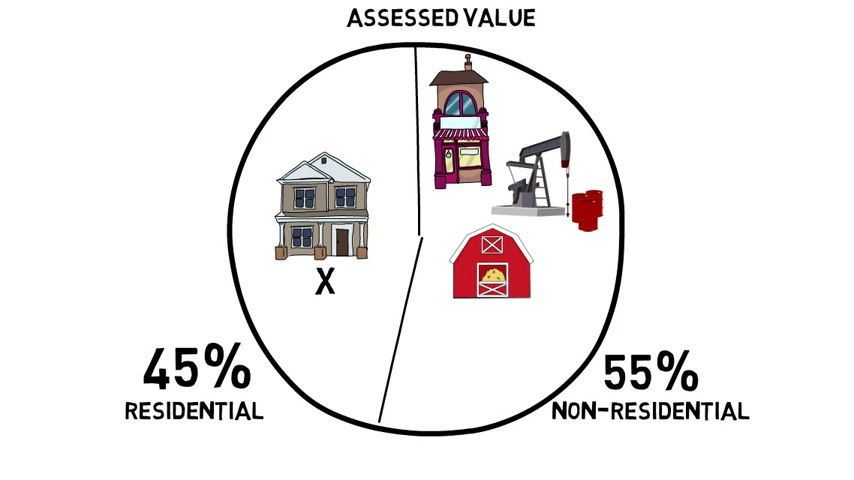 ASSESSED VALUE
X
45%
RESIDENTIAL
55%
NON-RESIDENTIAL